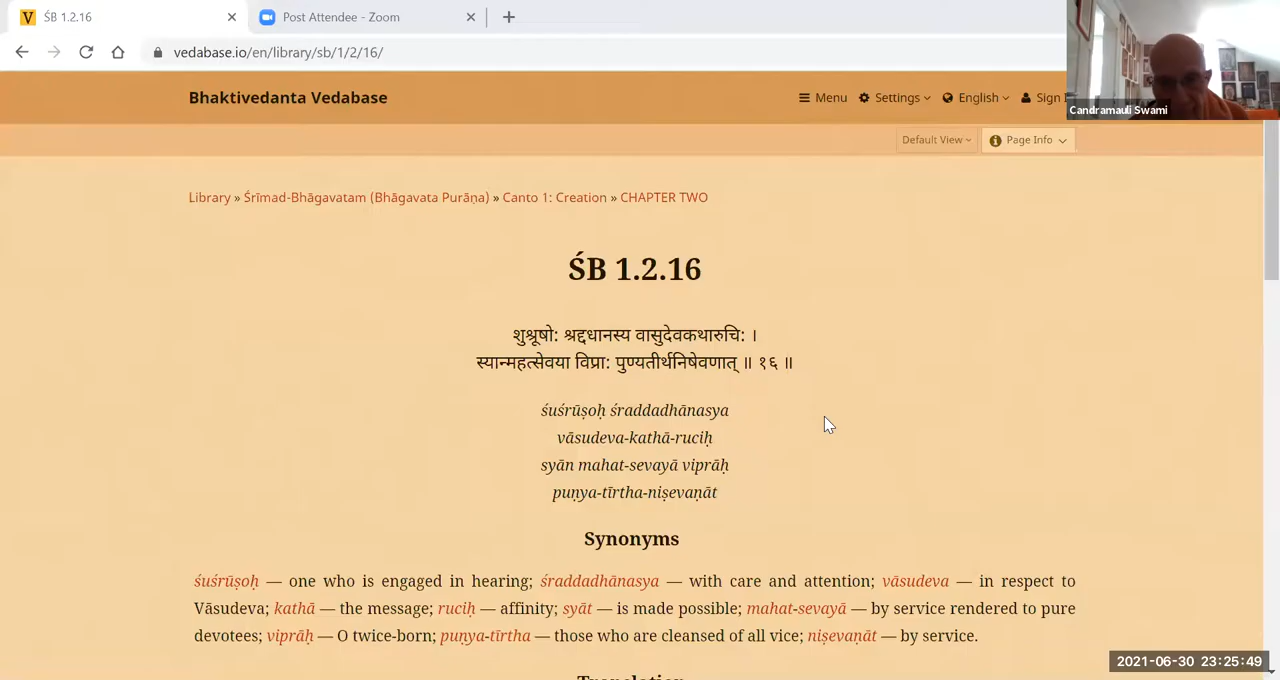 ŚB 1.2.16
Post Attendee - Zoom
vedabase.io/en/library/sb/1/2/16/
Candramauli Swami
Bhaktivedanta Vedabase
Menu Settings English Sign
Default View Page Info
Library » Śrīmad-Bhāgavatam (Bhāgavata Purāṇa) » Canto 1: Creation » CHAPTER TWO
ŚB 1.2.16
शुश्रूषो: श्रद्दधानस्य वासुदेवकथारुचि: ।
स्यान्महत्सेवया विप्रा: पुण्यतीर्थनिषेवणात् ॥ १६ ॥
śuśrūṣoḥ śraddadhānasya
vāsudeva-kathā-ruciḥ
syān mahat-sevayā viprāḥ
puṇya-tīrtha-niṣevaṇāt
Synonyms
śuśrūṣoḥ — one who is engaged in hearing; śraddadhānasya — with care and attention; vāsudeva — in respect to
Vāsudeva; kathā — the message; ruciḥ — affinity; syāt — is made possible; mahat-sevayā — by service rendered to pure
devotees; viprāḥ — O twice-born; puṇya-tīrtha — those who are cleansed of all vice; niṣevaṇāt — by service.
Translation
2021-06-30 23:25:49